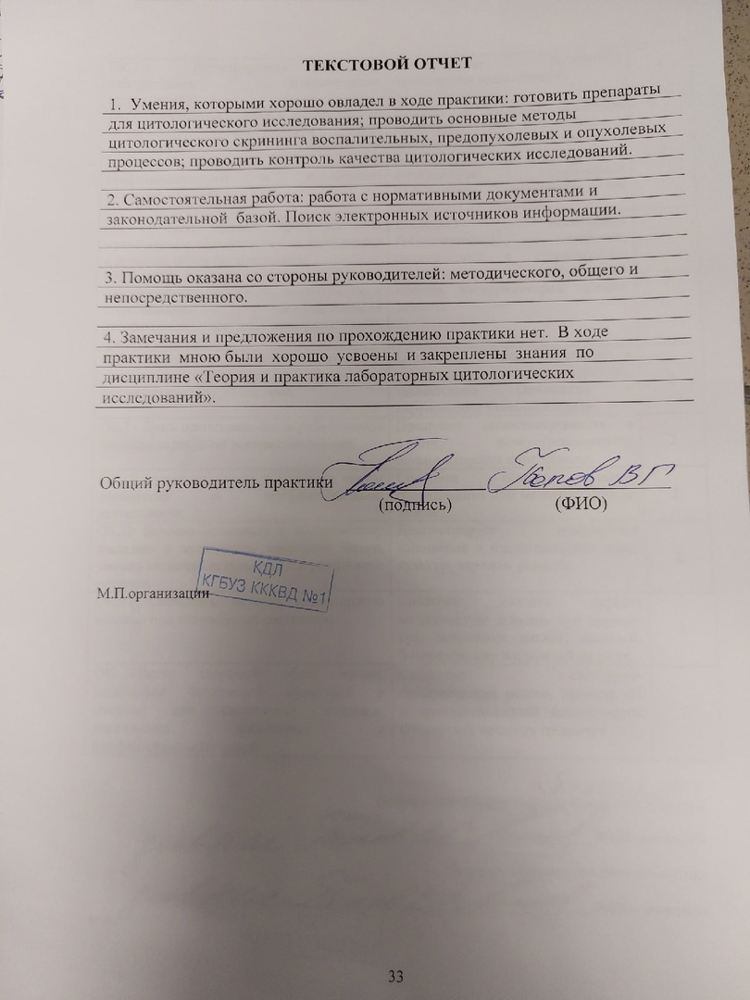 ТЕКСТОВОЙ ОТЧЕТ
1. Умения, которыми хорошо овладел в ходе практики: готовить препараты
для цитологического исследования; проводить основные методы
цитологического скрининга воспалительных, предопухолевых и опухолевых
процессов; проводить контроль качества цитологических исследований.
2. Самостоятельная работа: работа с нормативными документами и
законодательной базой. Поиск электронных источников информации.
3. Помощь оказана со стороны руководителей: методического, общего и
непосредственного.
4. Замечания и предложения по прохождению практики нет. В ходе
практики мною были хорошо усвоены и закреплены знания по
дисциплине «Теория и практика лабораторных цитологических
исследований».
Общий руководитель практики ВГ
(подпись) (ФИО)
КДЛ
КГБУЗ КККВД №1
М.П.организации
33